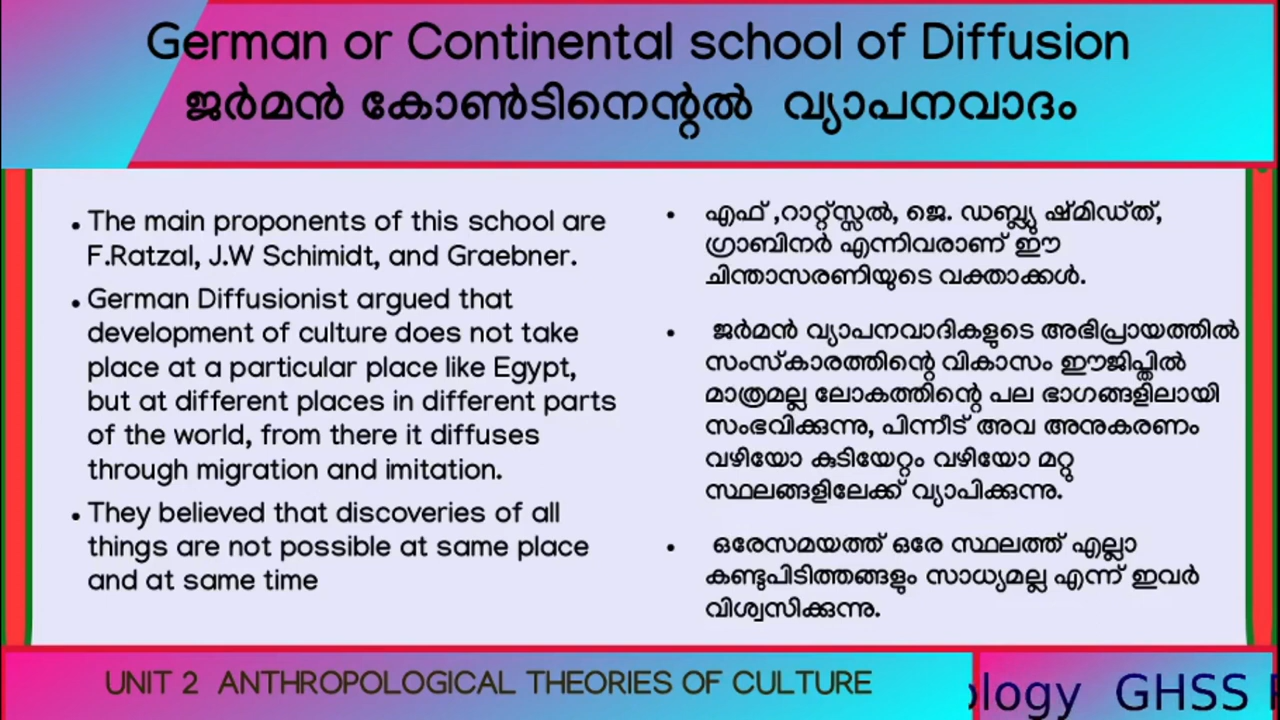 German or Continental school of Diffusion
ജർമൻ കോൺടിനെന്റൽ വ്യാപനവാദം
• The main proponents of this school are
F.Ratzal, J.W Schimidt, and Graebner.
• German Diffusionist argued that
development of culture does not take
place at a particular place like Egypt,
but at different places in different parts
of the world, from there it diffuses
through migration and imitation.
• They believed that discoveries of all
things are not possible at same place
and at same time
• എഫ് ,റാറ്റ്സ്സൽ, ജെ. ഡബ്ല്യു ഷ്മിഡ്ത്,
ഗ്രാബിനർ എന്നിവരാണ് ഈ
ചിന്താസരണിയുടെ വക്താക്കൾ.
• ജർമൻ വ്യാപനവാദികളുടെ അഭിപ്രായത്തിൽ
സംസ്കാരത്തിന്റെ വികാസം ഈജിപ്തിൽ
മാത്രമല്ല ലോകത്തിന്റെ പല ഭാഗങ്ങളിലായി
സംഭവിക്കുന്നു, പിന്നീട് അവ അനുകരണം
വഴിയോ കുടിയേറ്റം വഴിയോ മറ്റു
സ്ഥലങ്ങളിലേക്ക് വ്യാപിക്കുന്നു.
• ഒരേസമയത്ത് ഒരേ സ്ഥലത്ത് എല്ലാ
കണ്ടുപിടിത്തങ്ങളും സാധ്യമല്ല എന്ന് ഇവർ
വിശ്വസിക്കുന്നു.
UNIT 2 ANTHROPOLOGICAL THEORIES OF CULTURE
ology GHSS